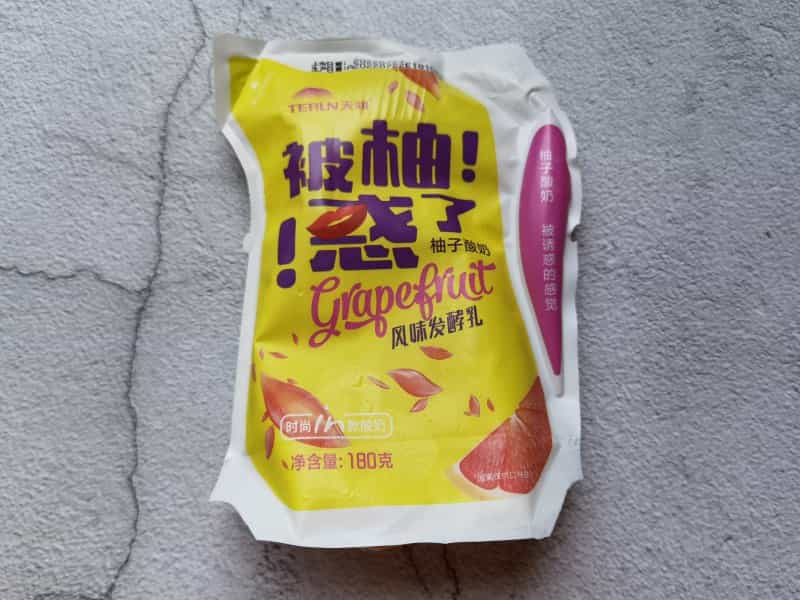 TERUN天润
被柚!
!惑了
柚子酸奶
Grapefruit
风味发酵乳
柚子酸奶 被诱惑的感觉
时尚
款酸奶
净含量:180克